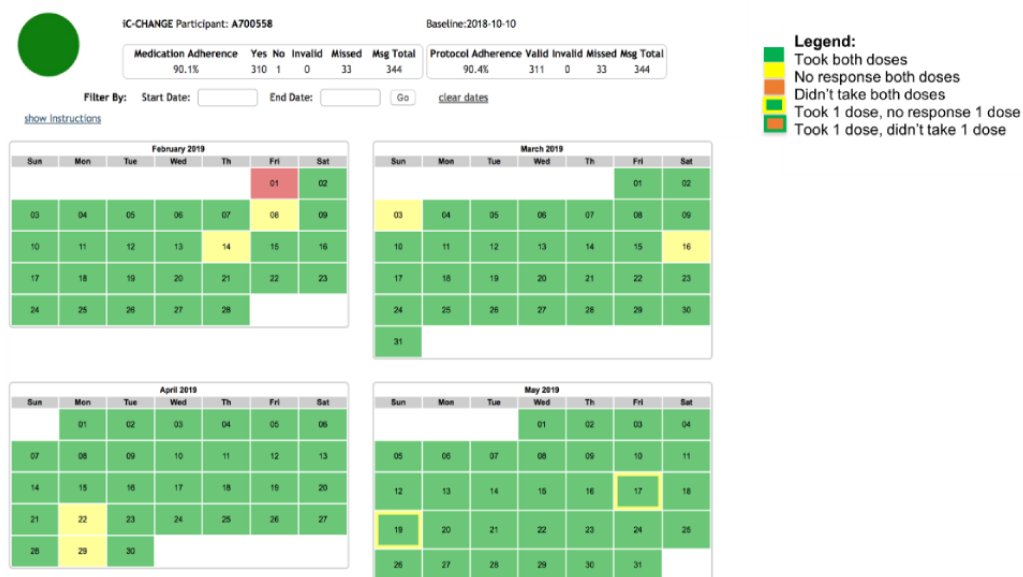 iC-CHANGE Participant: A700558 Baseline:2018-10-10
Medication Adherence Yes No Invalid Missed Msg Total
90.1% 310 1 0 33 344
Protocol Adherence Valid Invalid Missed Msg Total
90.4% 311 0 33 344
Filter By: Start Date: End Date: Go clear dates
show Instructions
February 2019
Sun Mon Tue Wed Th Fri Sat
01 02
03 04 05 06 07 08 09
10 11 12 13 14 15 16
17 18 19 20 21 22 23
24 25 26 27 28
March 2019
Sun Mon Tue Wed Th Fri Sat
01 02
03 04 05 06 07 08 09
10 11 12 13 14 15 16
17 18 19 20 21 22 23
24 25 26 27 28 29 30
31
April 2019
Sun Mon Tue Wed Th Fri Sat
01 02 03 04 05 06
07 08 09 10 11 12 13
14 15 16 17 18 19 20
21 22 23 24 25 26 27
28 29 30
May 2019
Sun Mon Tue Wed Th Fri Sat
01 02 03 04
05 06 07 08 09 10 11
12 13 14 15 16 17 18
19 20 21 22 23 24 25
26 27 28 29 30 31
Legend:
Took both doses
No response both doses
Didn't take both doses
Took 1 dose, no response 1 dose
Took 1 dose, didn't take 1 dose